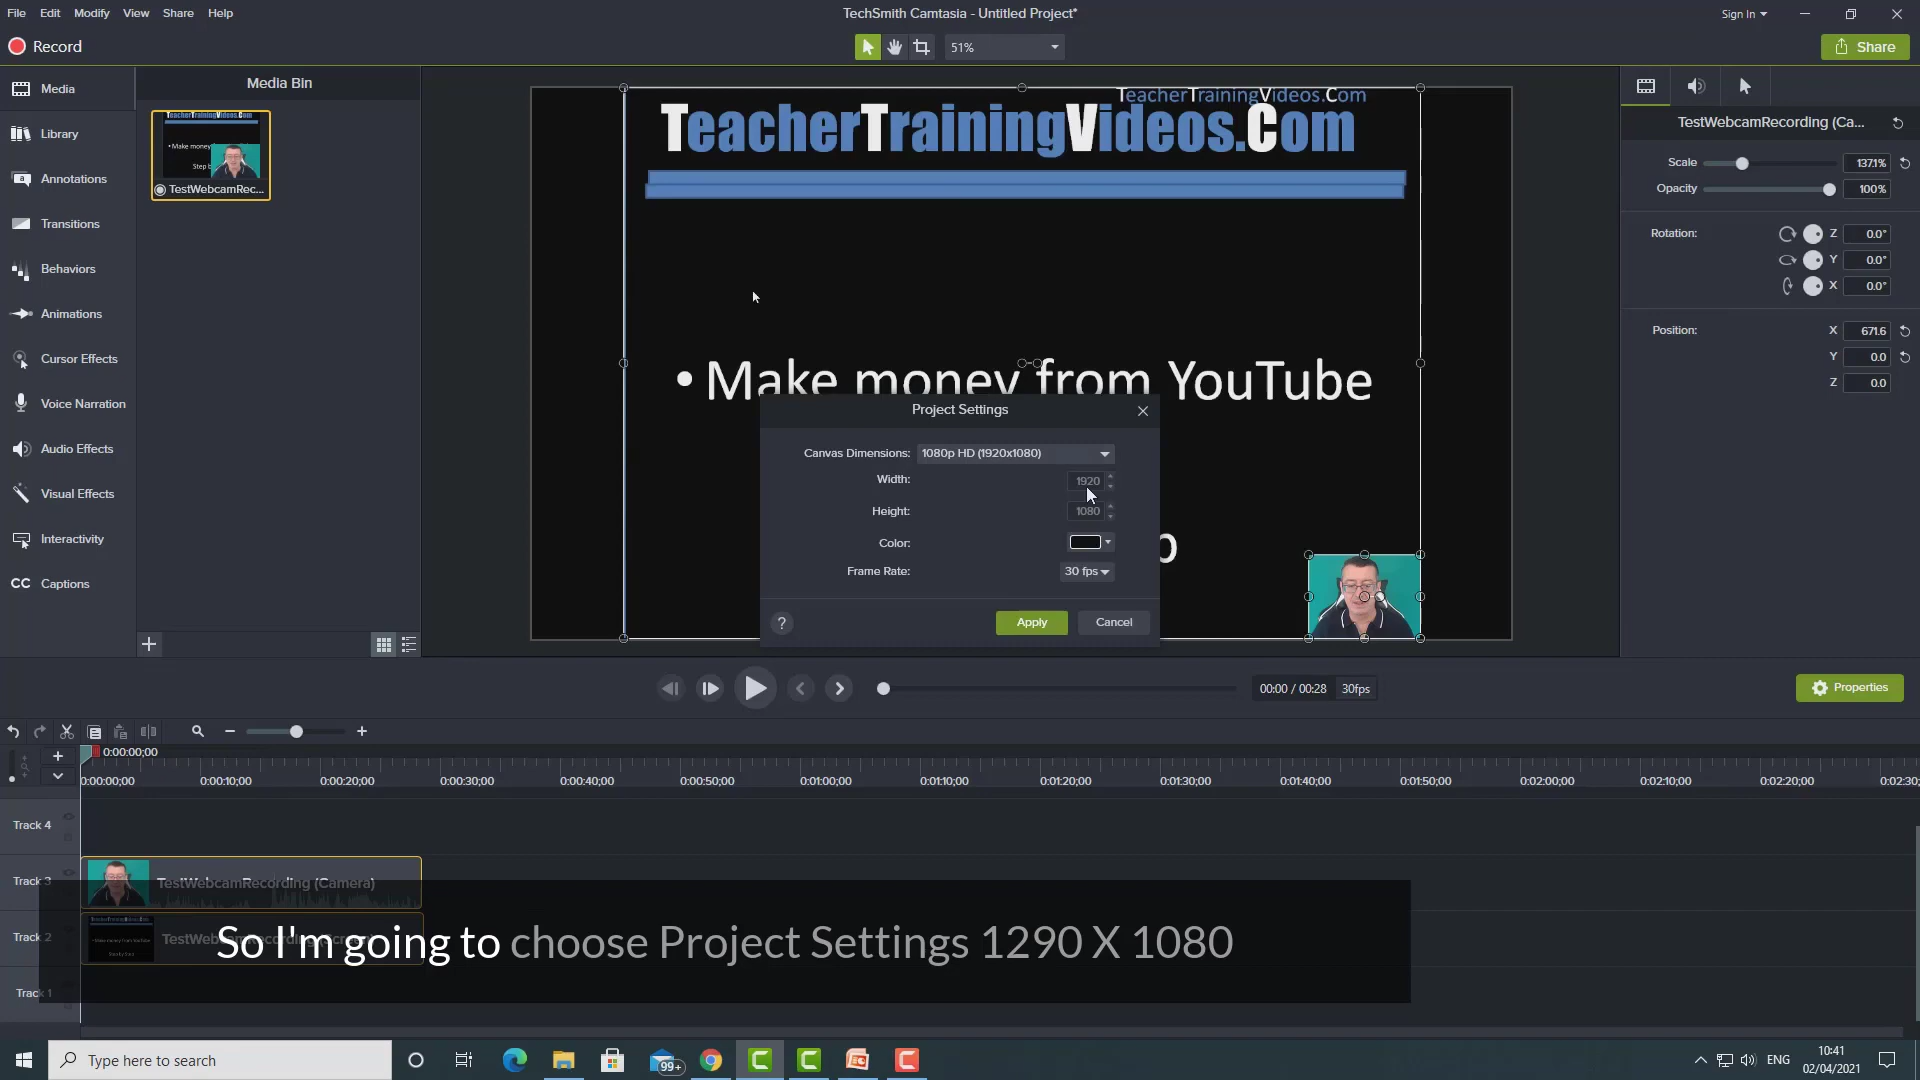 File Edit Modify View Share Help
TechSmith Camtasia - Untitled Project*
Sign In
Record
51%
Share
Media
Library
Annotations
Transitions
Behaviors
Animations
Cursor Effects
Voice Narration
Audio Effects
Visual Effects
Interactivity
CC Captions
Media Bin
TeacherTrainingVideos.Com
• Make money
Step b
TestWebcamRec...
TeacherTrainingVideos.Com
TeacherTrainingVideos.Com
• Make money from YouTube
p
Project Settings
Canvas Dimensions: 1080p HD (1920x1080)
Width: 1920
Height: 1080
Color:
Frame Rate: 30 fps
? Apply Cancel
TestWebcamRecording (Ca...
Scale 137.1%
Opacity 100%
Rotation: Z 0.0°
Y 0.0°
X 0.0°
Position: X 671.6
Y 0.0
Z 0.0
00:00 / 00:28 30fps
Properties
0:00:00;00
0:00:00;00 0:00:10;00 0:00:20;00 0:00:30;00 0:00:40;00 0:00:50;00 0:01:00;00 0:01:10;00 0:01:20;00 0:01:30;00 0:01:40;00 0:01:50;00 0:02:00;00 0:02:10;00 0:02:20;00 0:02:30;
Track 4
Track 3
TestWebcamRecording (Camera)
Track 2
Track 1
So I'm going to choose Project Settings 1290 X 1080
Type here to search
99+
ENG
10:41
02/04/2021